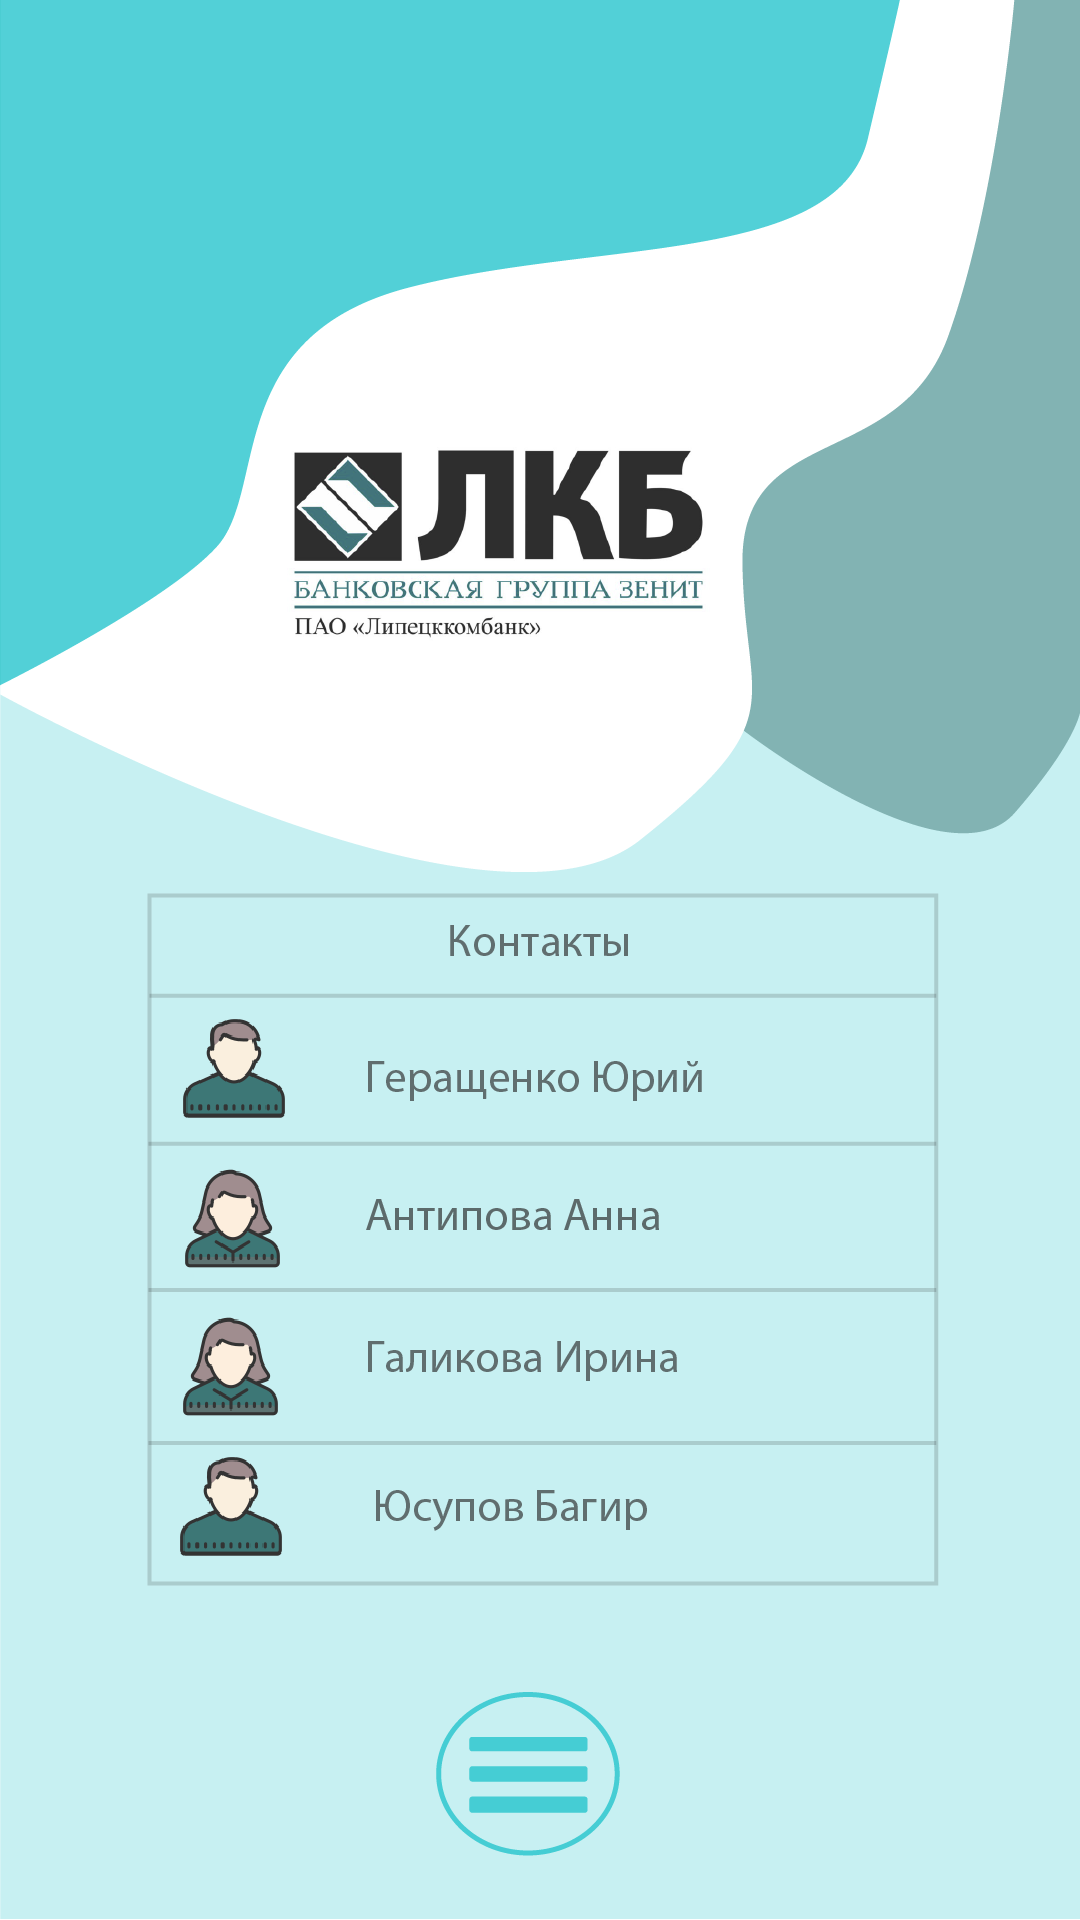 ЛКБ
БАНКОВСКАЯ ГРУППА ЗЕНИТ
ПАО «Липецккомбанк»
Контакты
Геращенко Юрий
Антипова Анна
Галикова Ирина
Юсупов Багир